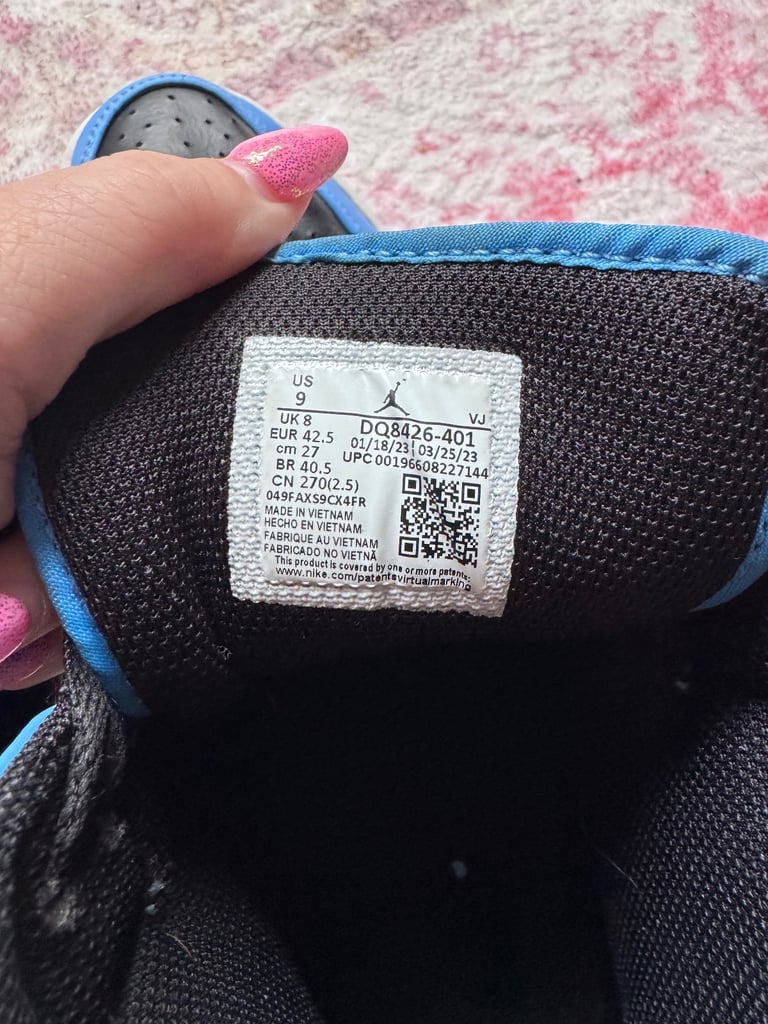 US
9
VJ
UK 8
DQ8426-401
EUR 42.5
01/18/23 03/25/23
cm 27
UPC 00196608227144
BR 40.5
CN 270(2.5)
049FAXS9CX4FR
MADE IN VIETNAM
HECHO EN VIETNAM
FABRIQUE AU VIETNAM
FABRICADO NO VIETNÃ
This product is covered by one or more patents:
www.nike.com/patentsvirtualmarking